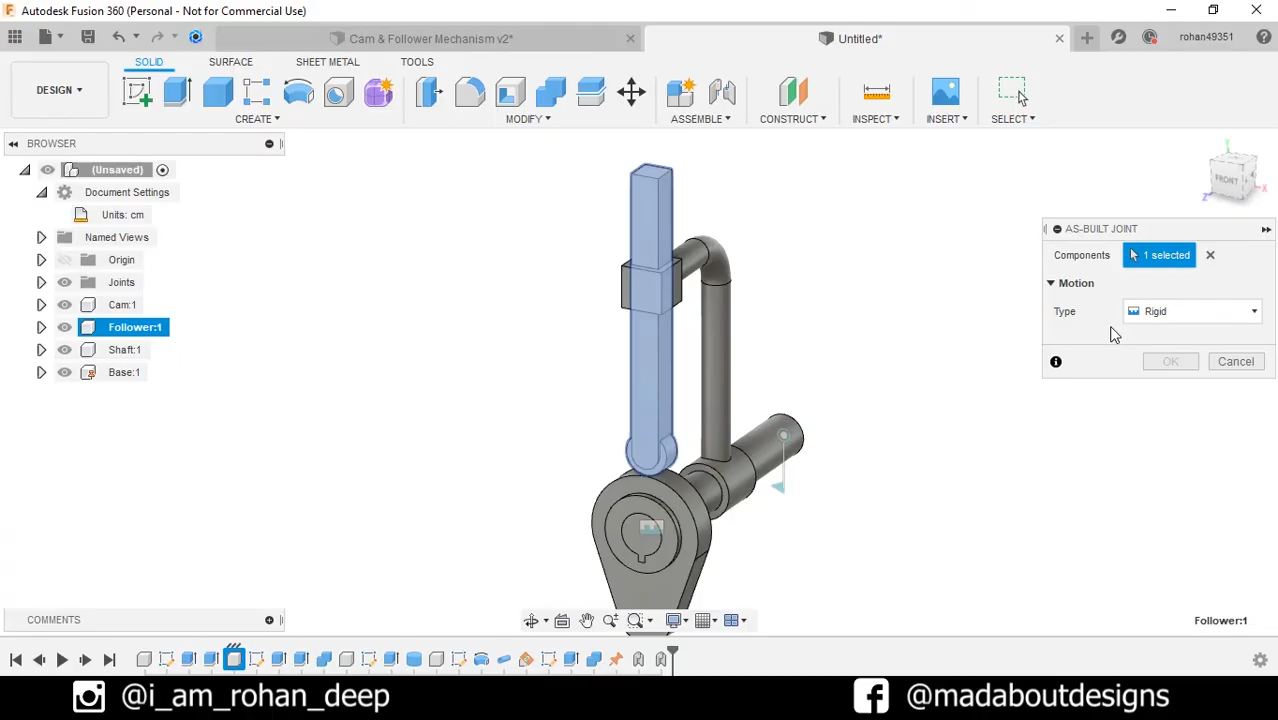 Autodesk Fusion 360 (Personal - Not for Commercial Use)
Cam & Follower Mechanism v2*
Untitled*
rohan49351
DESIGN
SOLID
SURFACE
SHEET METAL
TOOLS
CREATE
MODIFY
ASSEMBLE
CONSTRUCT
INSPECT
INSERT
SELECT
BROWSER
(Unsaved)
Document Settings
Units: cm
Named Views
Origin
Joints
Cam:1
Follower:1
Shaft:1
Base:1
FRONT
Y
X
Z
AS-BUILT JOINT
Components
1 selected
Motion
Type
Rigid
OK
Cancel
COMMENTS
Follower:1
@i_am_rohan_deep
@madaboutdesigns